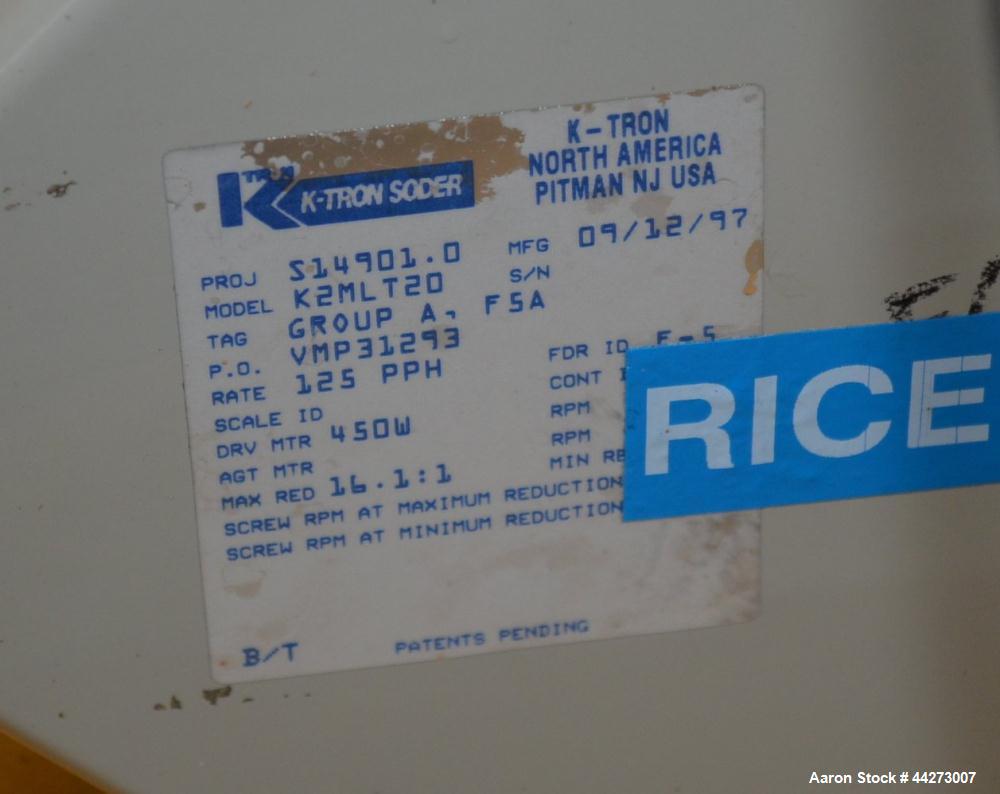 K-TRON SODER
K-TRON
NORTH AMERICA
PITMAN NJ USA
PROJ S14901.0 MFG 09/12/97
MODEL K2MLT20 S/N
TAG GROUP A, FSA
P.O. VMP31293 FDR ID F-5
RATE 125 PPH CONT
SCALE ID RPM
DRV MTR 450W RPM
AGT MTR MIN
MAX RED 16.1:1
SCREW RPM AT MAXIMUM REDUCTION
SCREW RPM AT MINIMUM REDUCTION
B/T PATENTS PENDING
RICE
Aaron Stock # 44273007